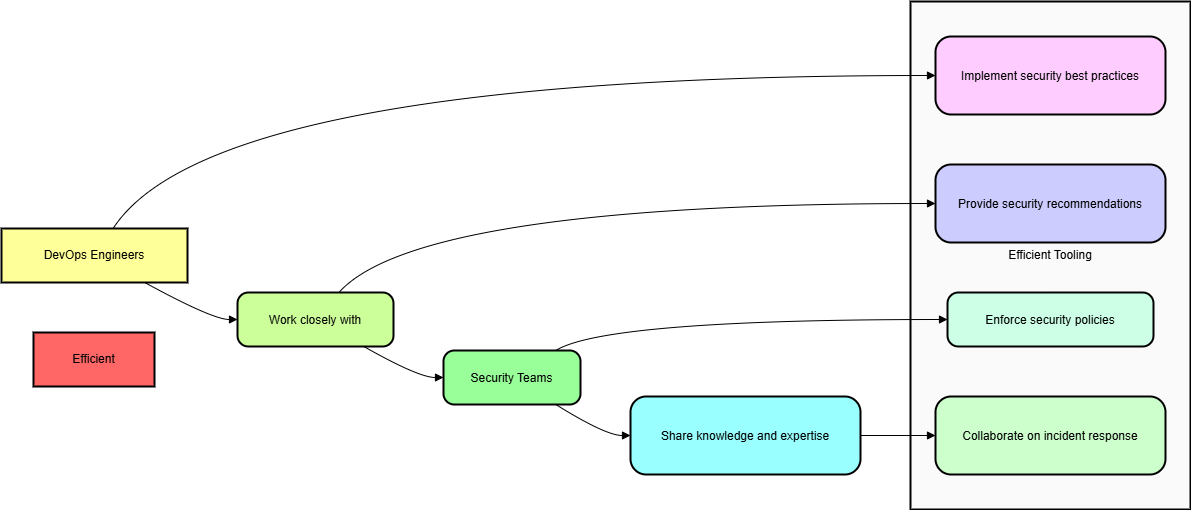 Implement security best practices
Provide security recommendations
DevOps Engineers
Efficient Tooling
Work closely with
Enforce security policies
Efficient
Security Teams
Share knowledge and expertise
Collaborate on incident response